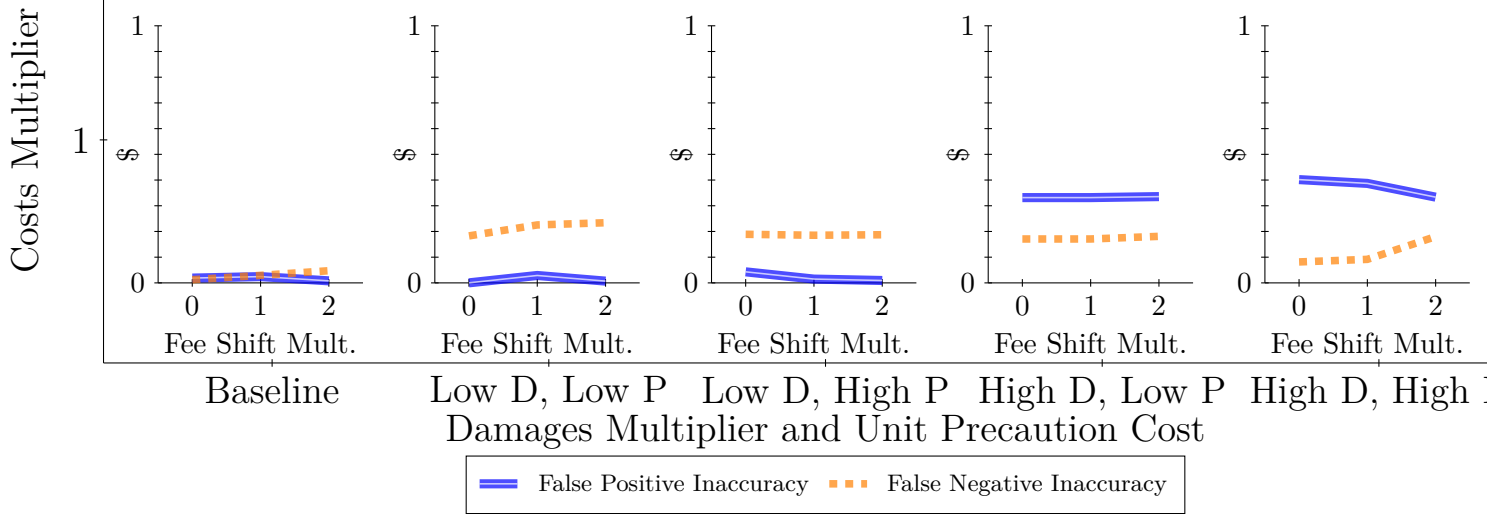 Costs Multiplier
1
1
0
$
0 1 2
Fee Shift Mult.
1
0
$
0 1 2
Fee Shift Mult.
1
0
$
0 1 2
Fee Shift Mult.
1
0
$
0 1 2
Fee Shift Mult.
1
0
$
0 1 2
Fee Shift Mult.
Baseline
Low D, Low P
Low D, High P
High D, Low P
High D, High
Damages Multiplier and Unit Precaution Cost
False Positive Inaccuracy
False Negative Inaccuracy